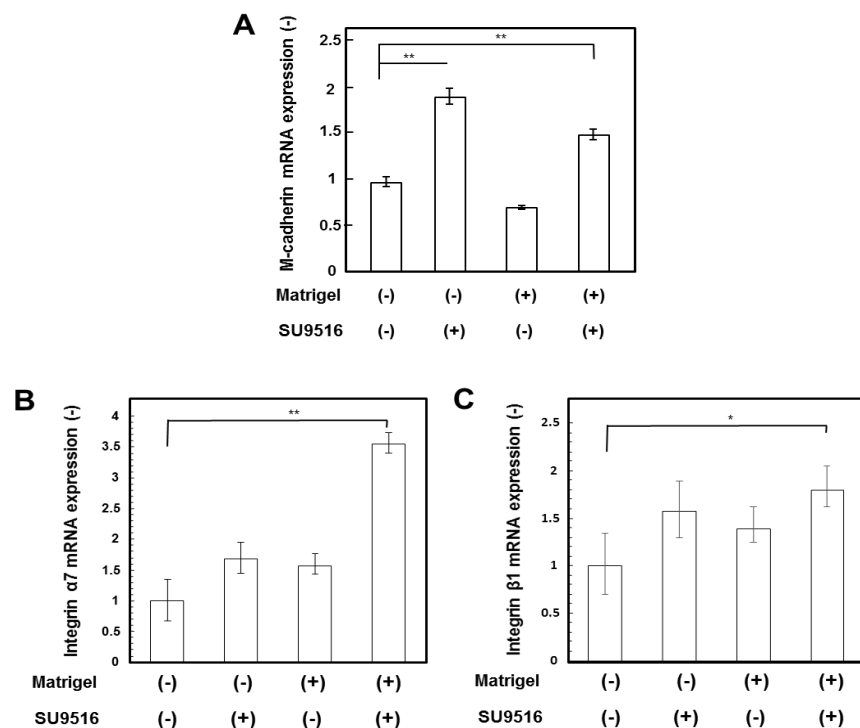 A
M-cadherin mRNA expression (-)
2.5
2
1.5
1
0.5
0
**
**
Matrigel (-) (-) (+) (+)
SU9516 (-) (+) (-) (+)
B
Integrin α7 mRNA expression (-)
4
3.5
3
2.5
2
1.5
1
0.5
0
**
Matrigel (-) (-) (+) (+)
SU9516 (-) (+) (-) (+)
C
Integrin β1 mRNA expression (-)
2.5
2
1.5
1
0.5
0
*
Matrigel (-) (-) (+) (+)
SU9516 (-) (+) (-) (+)